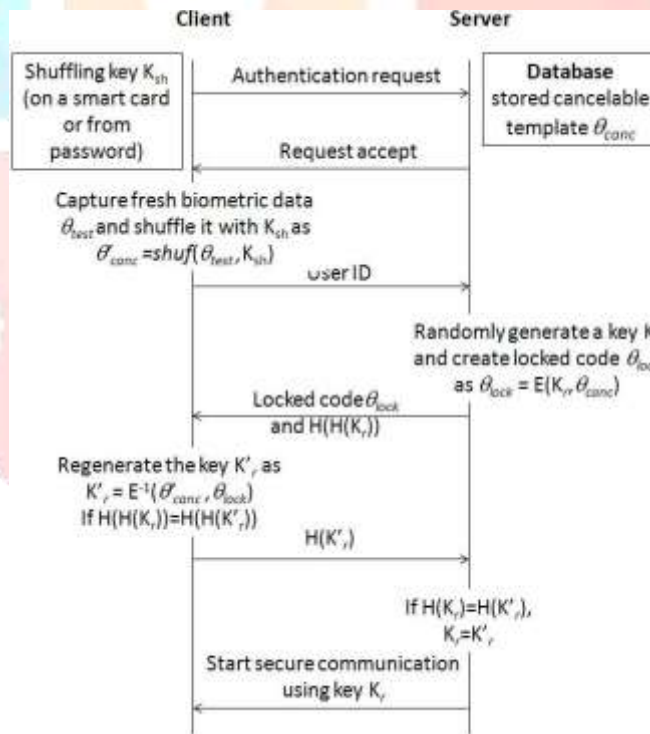 Client
Server
Shuffling key K_sh
(on a smart card
or from
password)
Authentication request
Database
stored cancelable
template θ_canc
Request accept
Capture fresh biometric data
θ_test and shuffle it with K_sh as
θ'_canc =shuf(θ_test, K_sh)
User ID
Randomly generate a key K
and create locked code θ_loc
as θ_lock = E(K_r, θ_canc)
Locked code θ_lock
and H(H(K_r))
Regenerate the key K'_r as
K'_r = E⁻¹(θ'_canc, θ_lock)
If H(H(K_r)=H(H(K'_r))
H(K'_r)
If H(K_r)=H(K'_r),
K_r=K'_r
Start secure communication
using key K_r